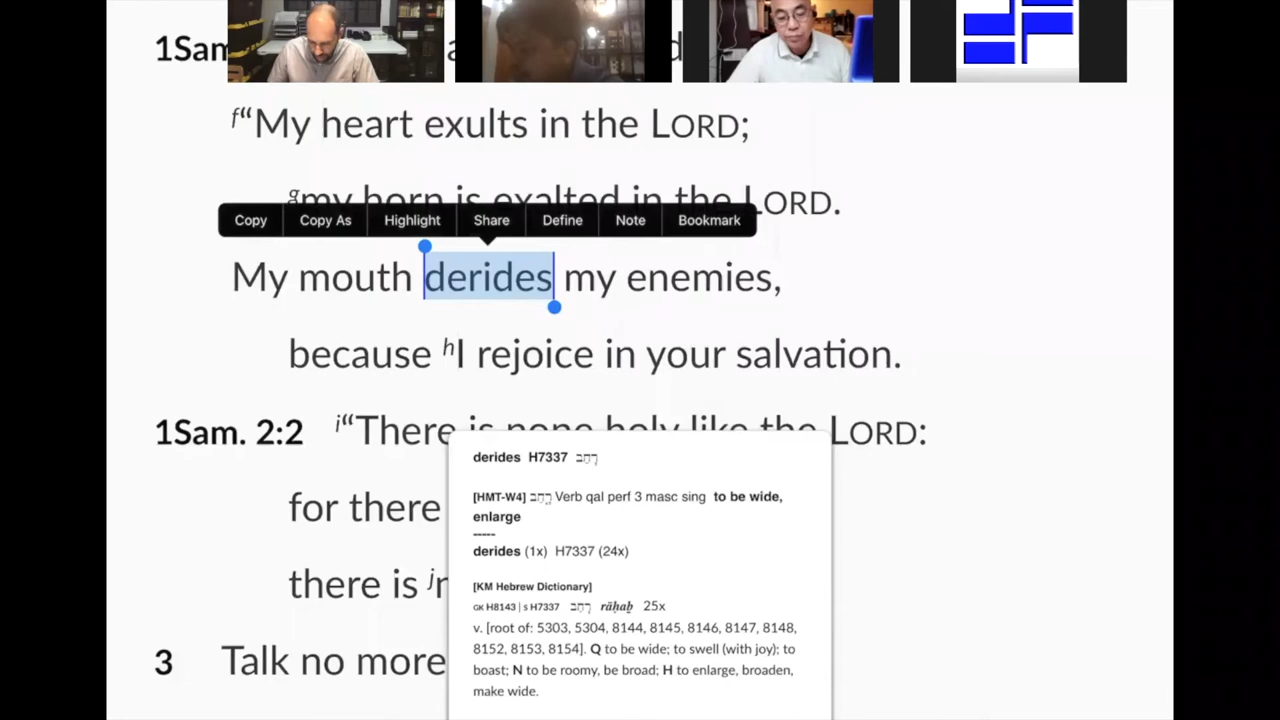 1Sam
f“My heart exults in the LORD;
gmy horn is exalted in the LORD.
Copy Copy As Highlight Share Define Note Bookmark
My mouth derides my enemies,
because hI rejoice in your salvation.
1Sam. 2:2 i“There is none holy like the LORD:
derides H7337 רָחַב
[HMT-W4] רָחַב Verb qal perf 3 masc sing to be wide,
enlarge
-----
derides (1x) H7337 (24x)
[KM Hebrew Dictionary]
GK H8143 | S H7337 רָחַב rāḥaḇ 25x
v. [root of: 5303, 5304, 8144, 8145, 8146, 8147, 8148,
8152, 8153, 8154]. Q to be wide; to swell (with joy); to
boast; N to be roomy, be broad; H to enlarge, broaden,
make wide.
for there
there is j
3 Talk no more